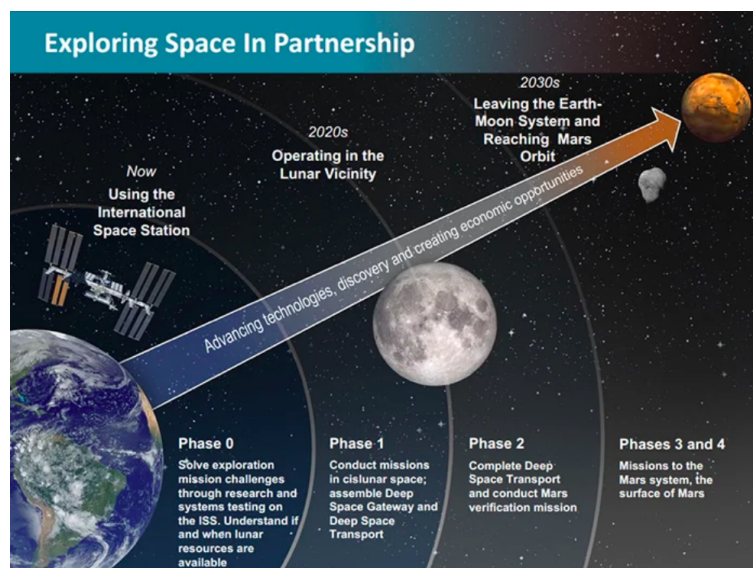 Exploring Space In Partnership
Now
Using the
International
Space Station
2020s
Operating in the
Lunar Vicinity
2030s
Leaving the Earth-
Moon System and
Reaching Mars
Orbit
Advancing technologies, discovery and creating economic opportunities
Phase 0
Solve exploration
mission challenges
through research and
systems testing on
the ISS. Understand if
and when lunar
resources are
available
Phase 1
Conduct missions
in cislunar space;
assemble Deep
Space Gateway and
Deep Space
Transport
Phase 2
Complete Deep
Space Transport
and conduct Mars
verification mission
Phases 3 and 4
Missions to the
Mars system, the
surface of Mars